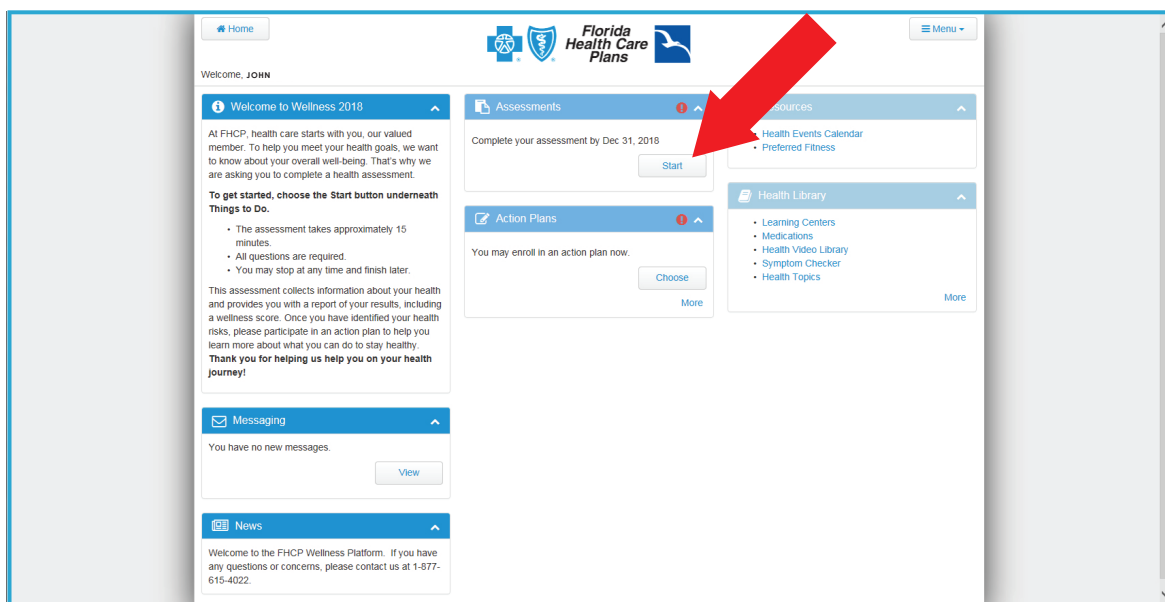 Home
Florida
Health Care
Plans
Menu
Welcome, JOHN
Welcome to Wellness 2018
At FHCP, health care starts with you, our valued
member. To help you meet your health goals, we want
to know about your overall well-being. That's why we
are asking you to complete a health assessment.
To get started, choose the Start button underneath
Things to Do.
• The assessment takes approximately 15
minutes.
• All questions are required.
• You may stop at any time and finish later.
This assessment collects information about your health
and provides you with a report of your results, including
a wellness score. Once you have identified your health
risks, please participate in an action plan to help you
learn more about what you can do to stay healthy.
Thank you for helping us help you on your health
journey!
Messaging
You have no new messages.
View
News
Welcome to the FHCP Wellness Platform. If you have
any questions or concerns, please contact us at 1-877-
615-4022.
Assessments
Complete your assessment by Dec 31, 2018
Start
Action Plans
You may enroll in an action plan now.
Choose
More
• Health Events Calendar
• Preferred Fitness
Health Library
• Learning Centers
• Medications
• Health Video Library
• Symptom Checker
• Health Topics
More